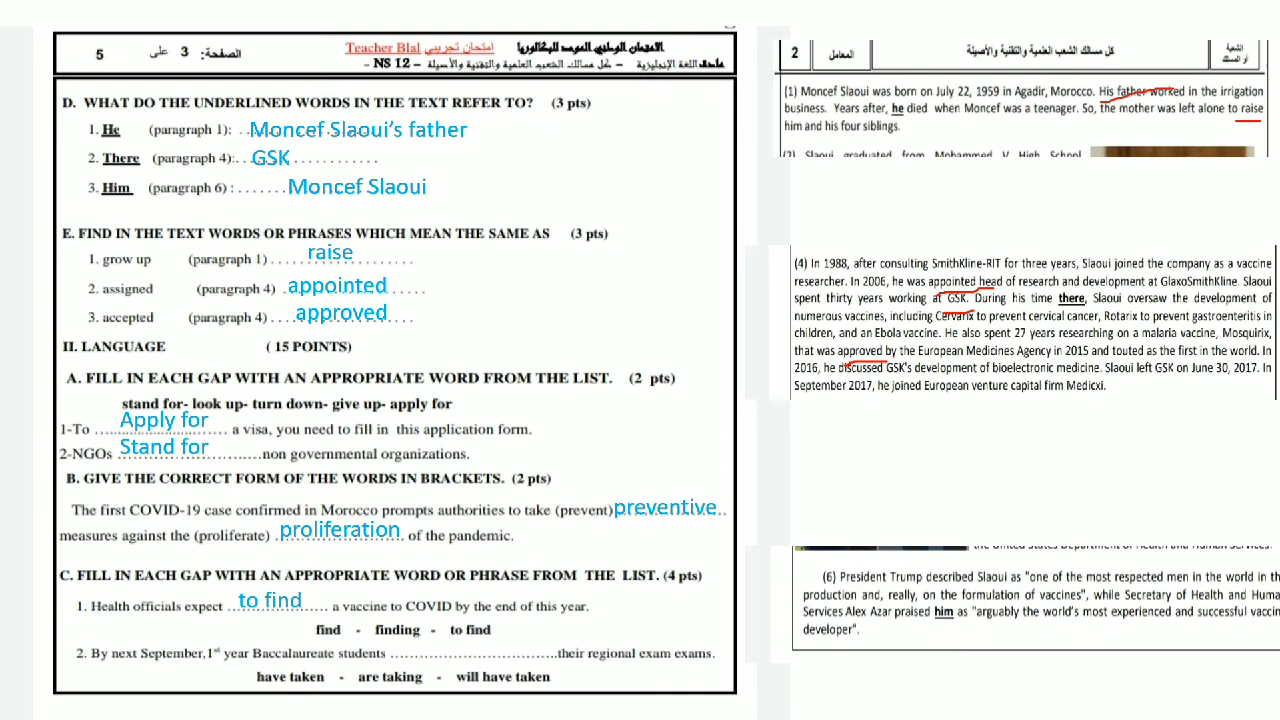 5
الصفحة: 3 على
امتحان تجريبي Teacher Blal
الامتحان الوطني الموحد للبكالوريا
- NS 12 – مادة: اللغة الإنجليزية – كل مسالك الشعب العلمية والتقنية والأصيلة
D. WHAT DO THE UNDERLINED WORDS IN THE TEXT REFER TO? (3 pts)
1. He (paragraph 1): . . Moncef Slaoui's father
2. There (paragraph 4):. . GSK . . . . . . . . . . . .
3. Him (paragraph 6) : . . . . . . . Moncef Slaoui
E. FIND IN THE TEXT WORDS OR PHRASES WHICH MEAN THE SAME AS (3 pts)
1. grow up (paragraph 1) . . . . raise . . . . . . . .
2. assigned (paragraph 4) . appointed . . . . .
3. accepted (paragraph 4) . . . approved . . . .
II. LANGUAGE ( 15 POINTS)
A. FILL IN EACH GAP WITH AN APPROPRIATE WORD FROM THE LIST. (2 pts)
stand for- look up- turn down- give up- apply for
1-To ...... Apply for ...... a visa, you need to fill in this application form.
2-NGOs Stand for ............non governmental organizations.
B. GIVE THE CORRECT FORM OF THE WORDS IN BRACKETS. (2 pts)
The first COVID-19 case confirmed in Morocco prompts authorities to take (prevent) preventive..
measures against the (proliferate) . proliferation . of the pandemic.
C. FILL IN EACH GAP WITH AN APPROPRIATE WORD OR PHRASE FROM THE LIST. (4 pts)
1. Health officials expect .. to find ..... a vaccine to COVID by the end of this year.
find - finding - to find
2. By next September,1st year Baccalaureate students ..........................................their regional exam exams.
have taken - are taking - will have taken
2
المعامل
كل مسالك الشعب العلمية والتقنية والأصيلة
الشعبة
أو المسلك
(1) Moncef Slaoui was born on July 22, 1959 in Agadir, Morocco. His father worked in the irrigation
business. Years after, he died when Moncef was a teenager. So, the mother was left alone to raise
him and his four siblings.
(2) Slaoui graduated from Mohammed V High School
(4) In 1988, after consulting SmithKline-RIT for three years, Slaoui joined the company as a vaccine
researcher. In 2006, he was appointed head of research and development at GlaxoSmithKline. Slaoui
spent thirty years working at GSK. During his time there, Slaoui oversaw the development of
numerous vaccines, including Cervarix to prevent cervical cancer, Rotarix to prevent gastroenteritis in
children, and an Ebola vaccine. He also spent 27 years researching on a malaria vaccine, Mosquirix,
that was approved by the European Medicines Agency in 2015 and touted as the first in the world. In
2016, he discussed GSK's development of bioelectronic medicine. Slaoui left GSK on June 30, 2017. In
September 2017, he joined European venture capital firm Medicxi.
the United States Department of Health and Human Services.
(6) President Trump described Slaoui as "one of the most respected men in the world in th
production and, really, on the formulation of vaccines", while Secretary of Health and Huma
Services Alex Azar praised him as "arguably the world's most experienced and successful vaccin
developer".